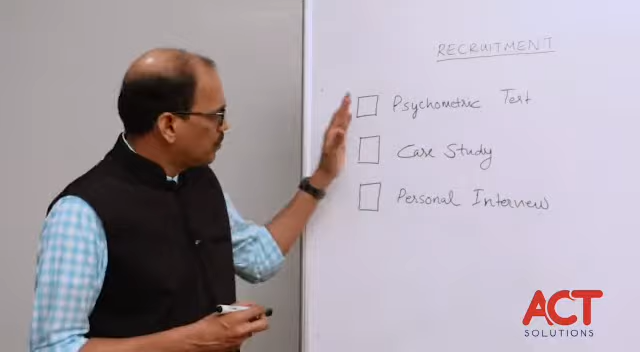 RECRUITMENT
Psychometric Test
Case Study
Personal Interview
ACT
SOLUTIONS